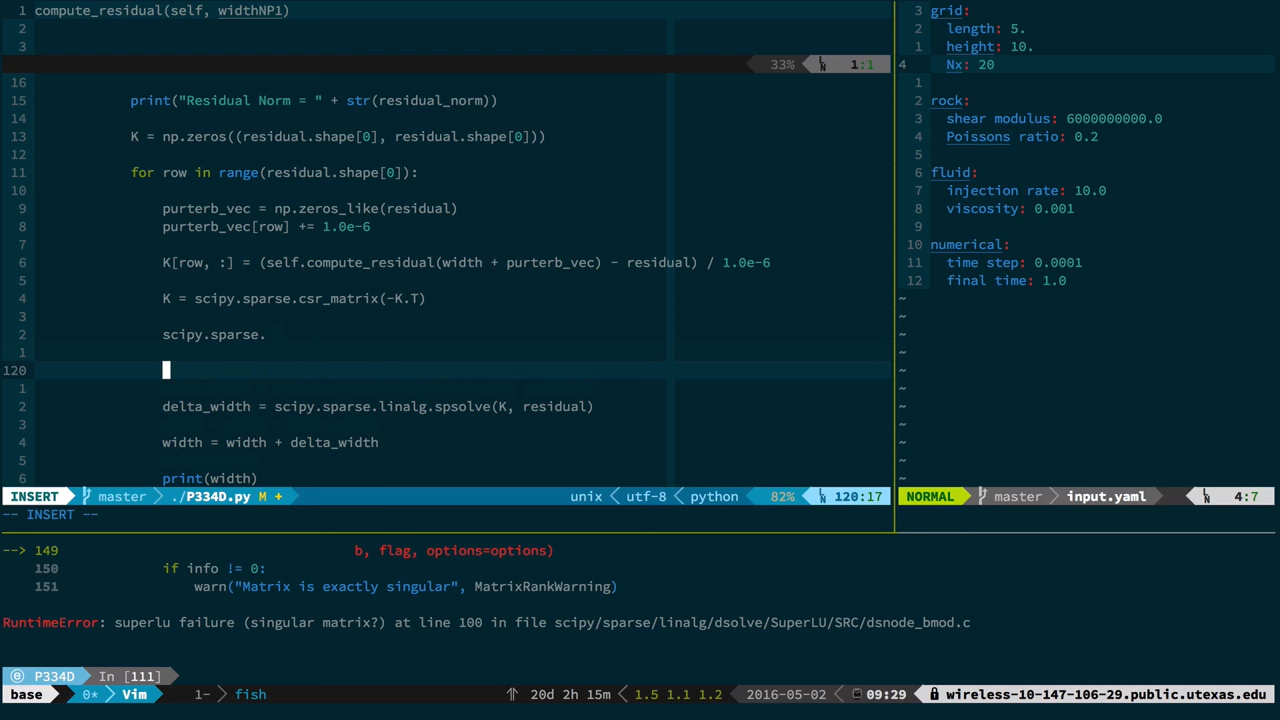 1 compute_residual(self, widthNP1)
2
3
33% 1:1
16
15 print("Residual Norm = " + str(residual_norm))
14
13 K = np.zeros((residual.shape[0], residual.shape[0]))
12
11 for row in range(residual.shape[0]):
10
9 purterb_vec = np.zeros_like(residual)
8 purterb_vec[row] += 1.0e-6
7
6 K[row, :] = (self.compute_residual(width + purterb_vec) - residual) / 1.0e-6
5
4 K = scipy.sparse.csr_matrix(-K.T)
3
2 scipy.sparse.
1
120
1
2 delta_width = scipy.sparse.linalg.spsolve(K, residual)
3
4 width = width + delta_width
5
6 print(width)
INSERT master ./P334D.py M + unix utf-8 python 82% 120:17
-- INSERT --
3 grid:
2 length: 5.
1 height: 10.
4 Nx: 20
1
2 rock:
3 shear modulus: 6000000000.0
4 Poissons ratio: 0.2
5
6 fluid:
7 injection rate: 10.0
8 viscosity: 0.001
9
10 numerical:
11 time step: 0.0001
12 final time: 1.0
~
~
~
~
~
~
~
~
~
~
~
NORMAL master input.yaml 4:7
--> 149 b, flag, options=options)
150 if info != 0:
151 warn("Matrix is exactly singular", MatrixRankWarning)
RuntimeError: superlu failure (singular matrix?) at line 100 in file scipy/sparse/linalg/dsolve/SuperLU/SRC/dsnode_bmod.c
ⓔ P334D In [111]
base 0* Vim 1- fish ↑ 20d 2h 15m 1.5 1.1 1.2 2016-05-02 09:29 wireless-10-147-106-29.public.utexas.edu